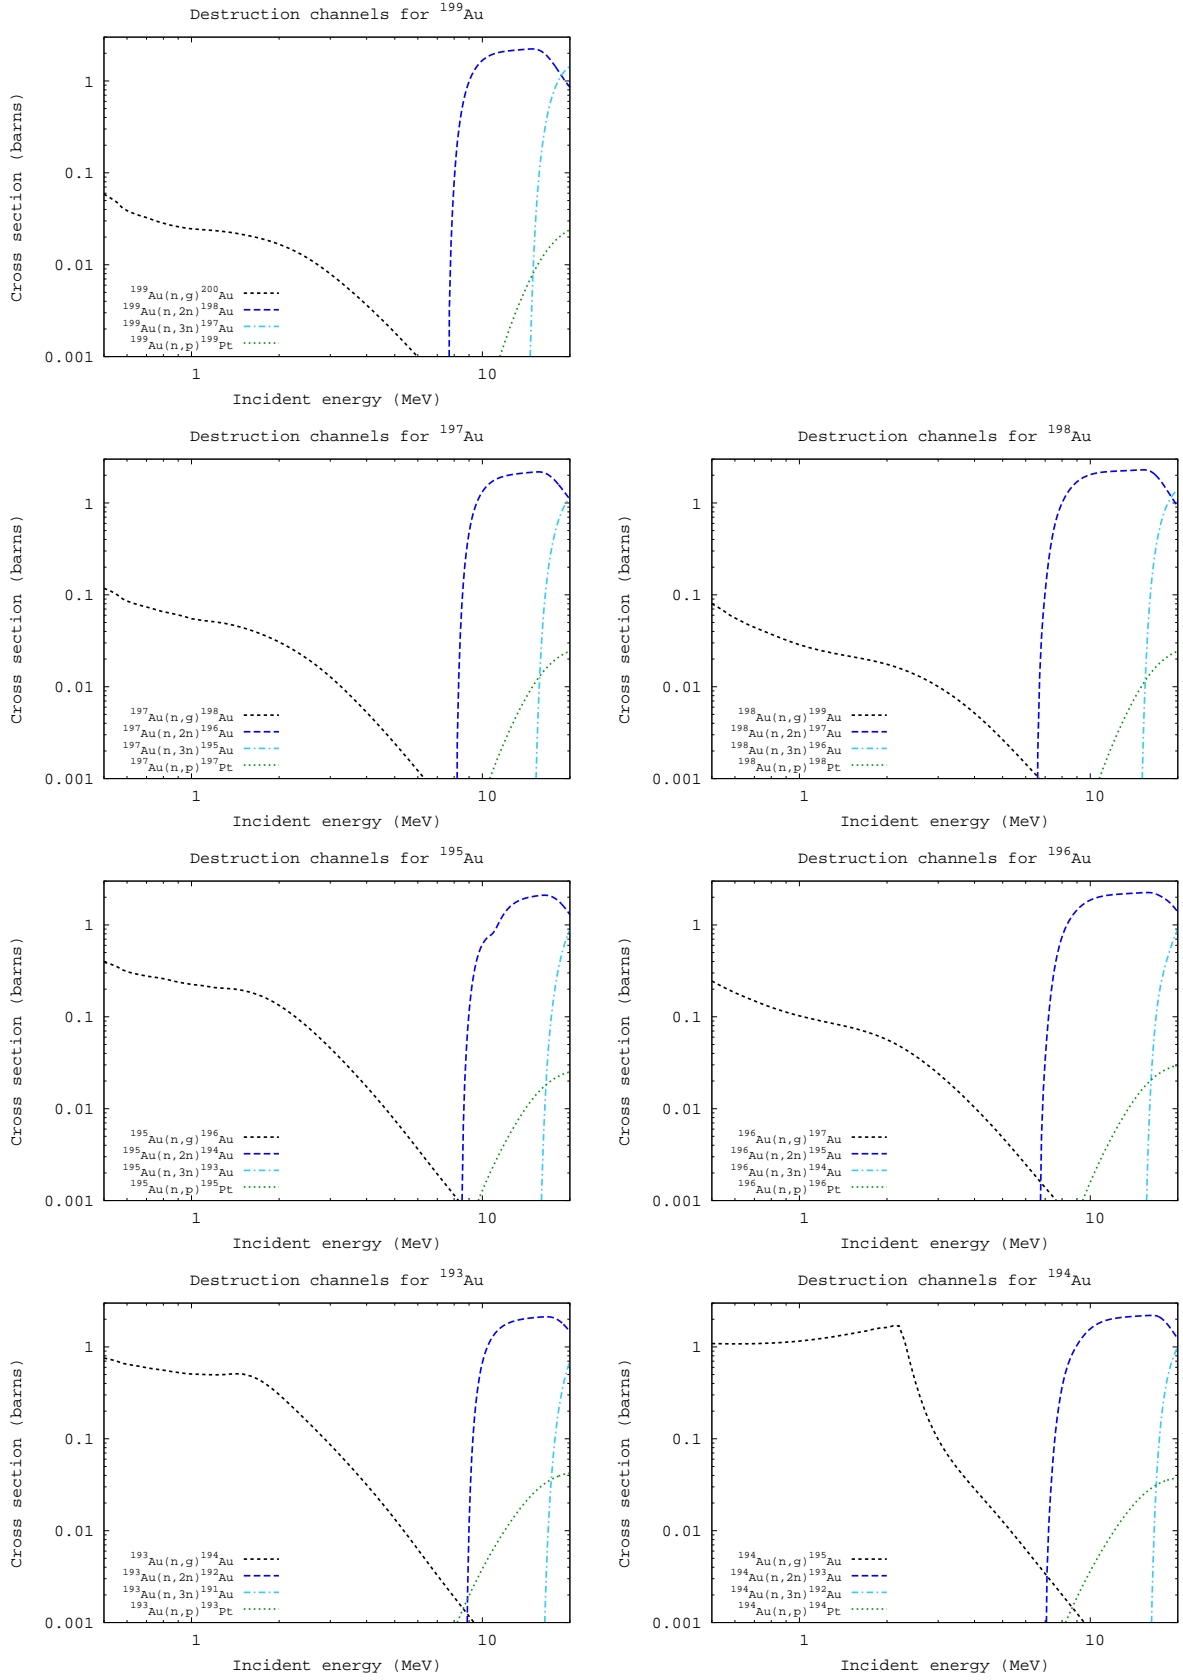 Destruction channels for ¹⁹⁹Au
Cross section (barns)
1
0.1
0.01
0.001
¹⁹⁹Au(n,g)²⁰⁰Au
¹⁹⁹Au(n,2n)¹⁹⁸Au
¹⁹⁹Au(n,3n)¹⁹⁷Au
¹⁹⁹Au(n,p)¹⁹⁹Pt
1 10
Incident energy (MeV)
Destruction channels for ¹⁹⁷Au
Cross section (barns)
1
0.1
0.01
0.001
¹⁹⁷Au(n,g)¹⁹⁸Au
¹⁹⁷Au(n,2n)¹⁹⁶Au
¹⁹⁷Au(n,3n)¹⁹⁵Au
¹⁹⁷Au(n,p)¹⁹⁷Pt
1 10
Incident energy (MeV)
Destruction channels for ¹⁹⁸Au
Cross section (barns)
1
0.1
0.01
0.001
¹⁹⁸Au(n,g)¹⁹⁹Au
¹⁹⁸Au(n,2n)¹⁹⁷Au
¹⁹⁸Au(n,3n)¹⁹⁶Au
¹⁹⁸Au(n,p)¹⁹⁸Pt
1 10
Incident energy (MeV)
Destruction channels for ¹⁹⁵Au
Cross section (barns)
1
0.1
0.01
0.001
¹⁹⁵Au(n,g)¹⁹⁶Au
¹⁹⁵Au(n,2n)¹⁹⁴Au
¹⁹⁵Au(n,3n)¹⁹³Au
¹⁹⁵Au(n,p)¹⁹⁵Pt
1 10
Incident energy (MeV)
Destruction channels for ¹⁹⁶Au
Cross section (barns)
1
0.1
0.01
0.001
¹⁹⁶Au(n,g)¹⁹⁷Au
¹⁹⁶Au(n,2n)¹⁹⁵Au
¹⁹⁶Au(n,3n)¹⁹⁴Au
¹⁹⁶Au(n,p)¹⁹⁶Pt
1 10
Incident energy (MeV)
Destruction channels for ¹⁹³Au
Cross section (barns)
1
0.1
0.01
0.001
¹⁹³Au(n,g)¹⁹⁴Au
¹⁹³Au(n,2n)¹⁹²Au
¹⁹³Au(n,3n)¹⁹¹Au
¹⁹³Au(n,p)¹⁹³Pt
1 10
Incident energy (MeV)
Destruction channels for ¹⁹⁴Au
Cross section (barns)
1
0.1
0.01
0.001
¹⁹⁴Au(n,g)¹⁹⁵Au
¹⁹⁴Au(n,2n)¹⁹³Au
¹⁹⁴Au(n,3n)¹⁹²Au
¹⁹⁴Au(n,p)¹⁹⁴Pt
1 10
Incident energy (MeV)